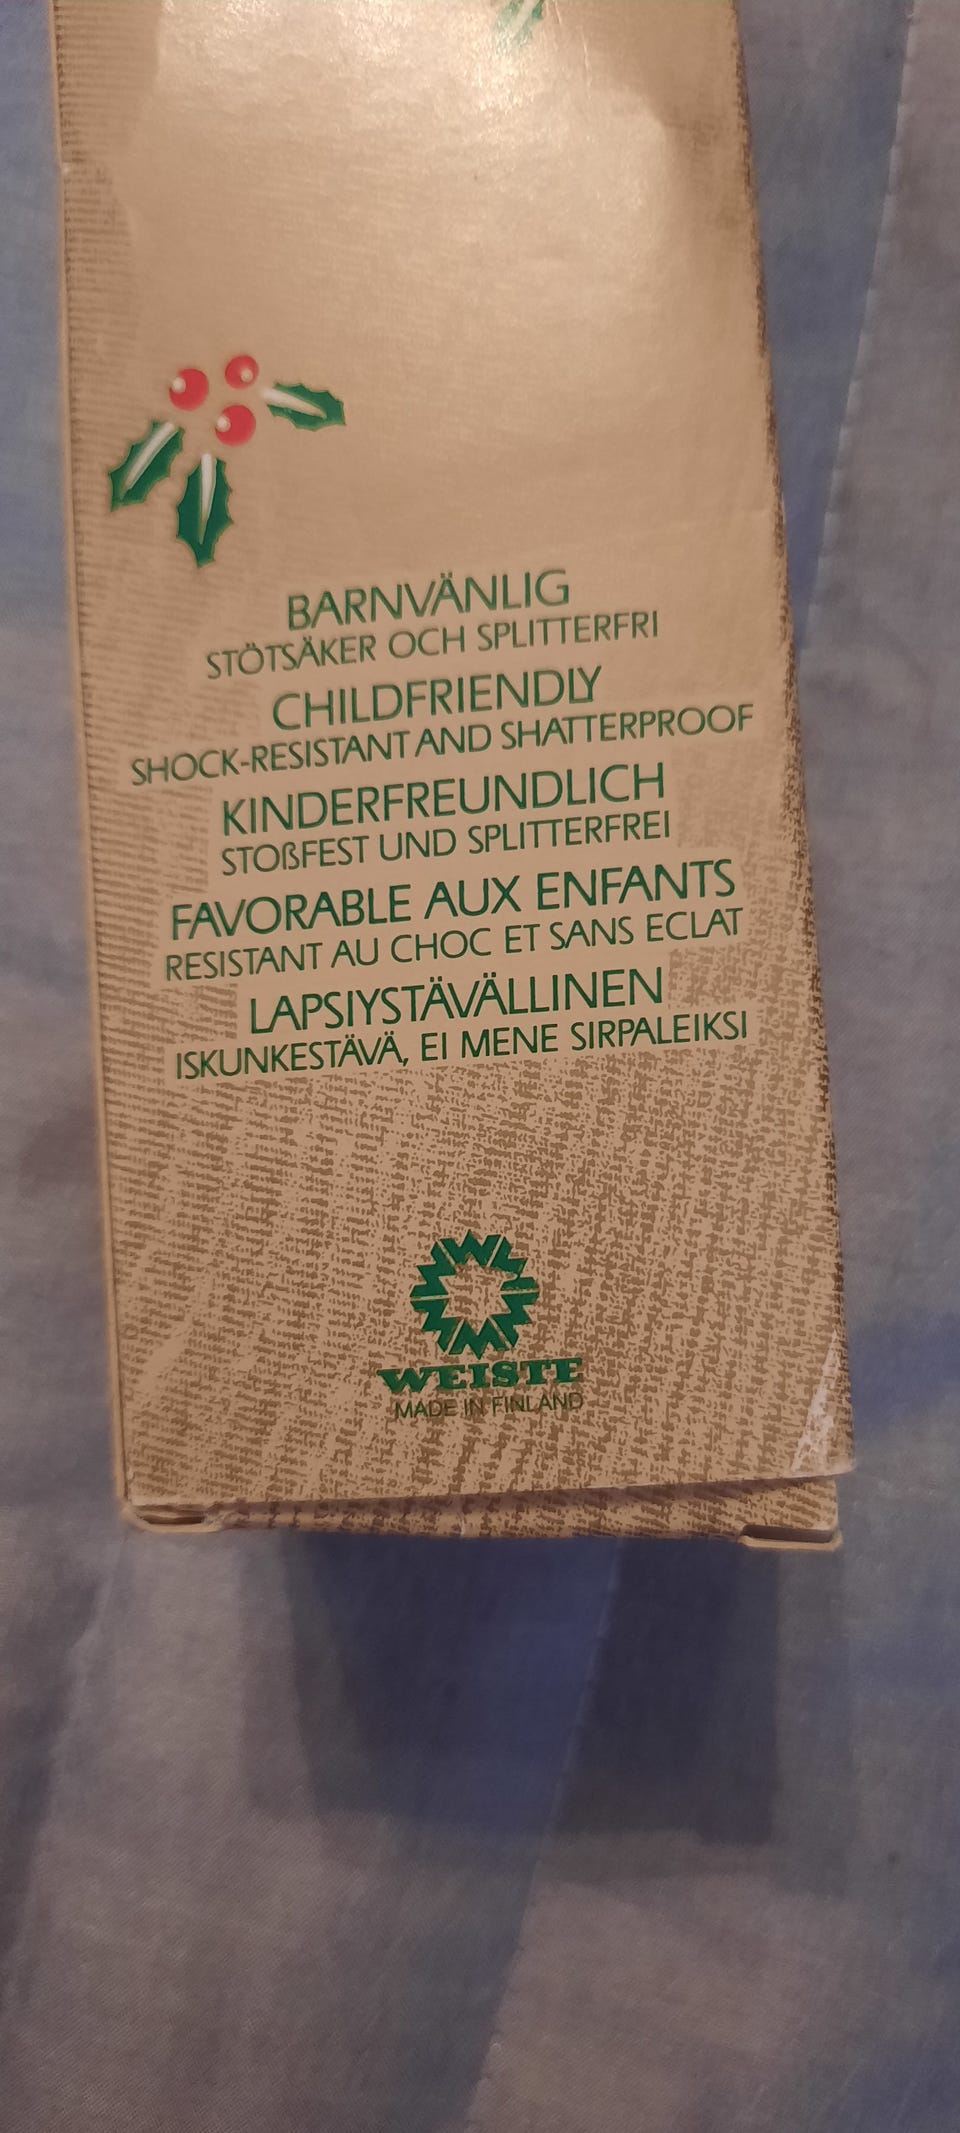 BARNVÄNLIG
STÖTSÄKER OCH SPLITTERFRI
CHILDFRIENDLY
SHOCK-RESISTANT AND SHATTERPROOF
KINDERFREUNDLICH
STOßFEST UND SPLITTERFREI
FAVORABLE AUX ENFANTS
RESISTANT AU CHOC ET SANS ECLAT
LAPSIYSTÄVÄLLINEN
ISKUNKESTÄVÄ, EI MENE SIRPALEIKSI
WEISTE
MADE IN FINLAND